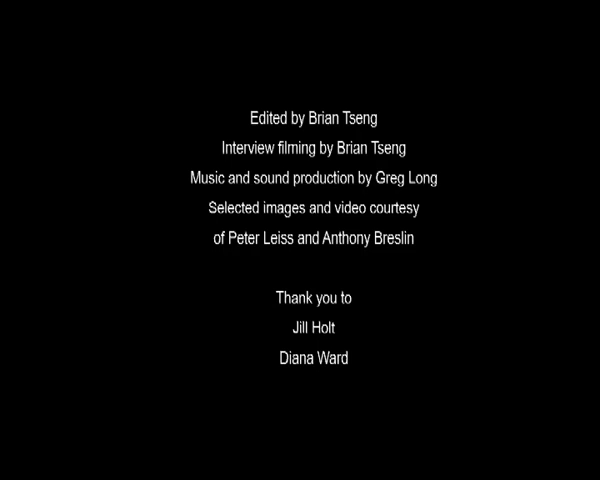 Edited by Brian Tseng
Interview filming by Brian Tseng
Music and sound production by Greg Long
Selected images and video courtesy
of Peter Leiss and Anthony Breslin
Thank you to
Jill Holt
Diana Ward